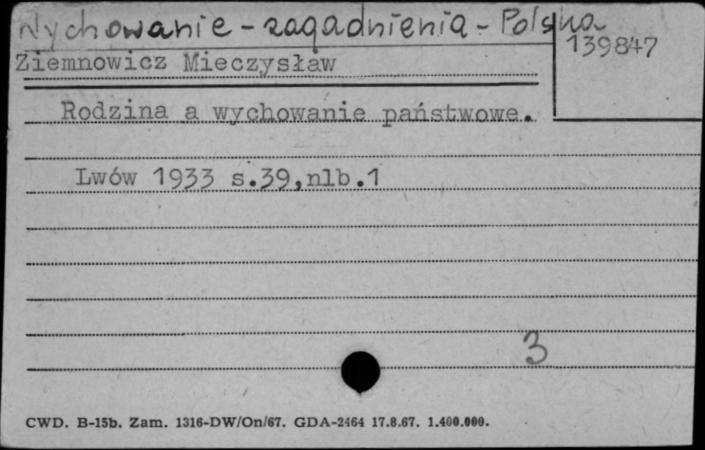 Wychowanie - zagadnienia - Polska
139847
Ziemnowicz Mieczysław
Rodzina a wychowanie państwowe.
Lwów 1933 s.39,nlb.1
3
CWD. B-15b. Zam. 1316-DW/On/67. GDA-2464 17.8.67. 1.400.000.